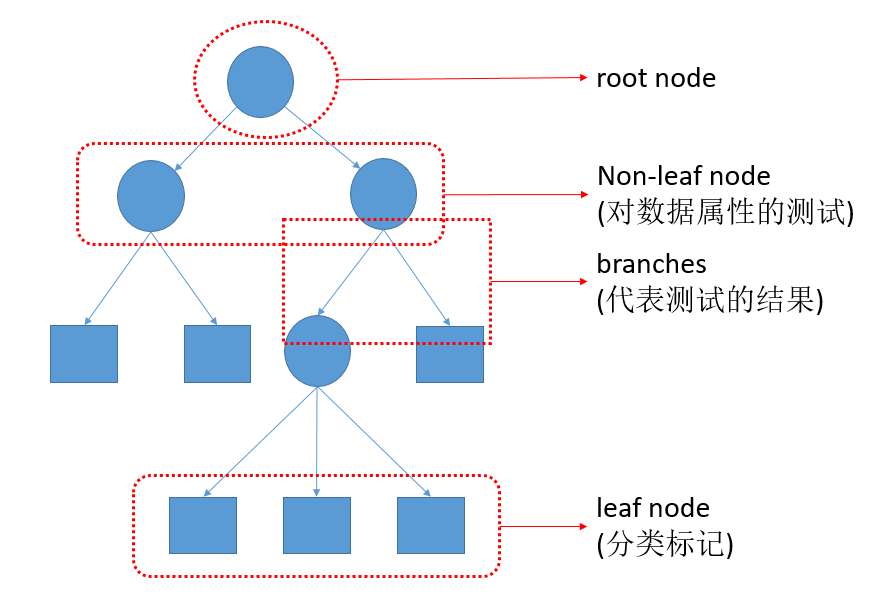 root node
Non-leaf node
(对数据属性的测试)
branches
(代表测试的结果)
leaf node
(分类标记)